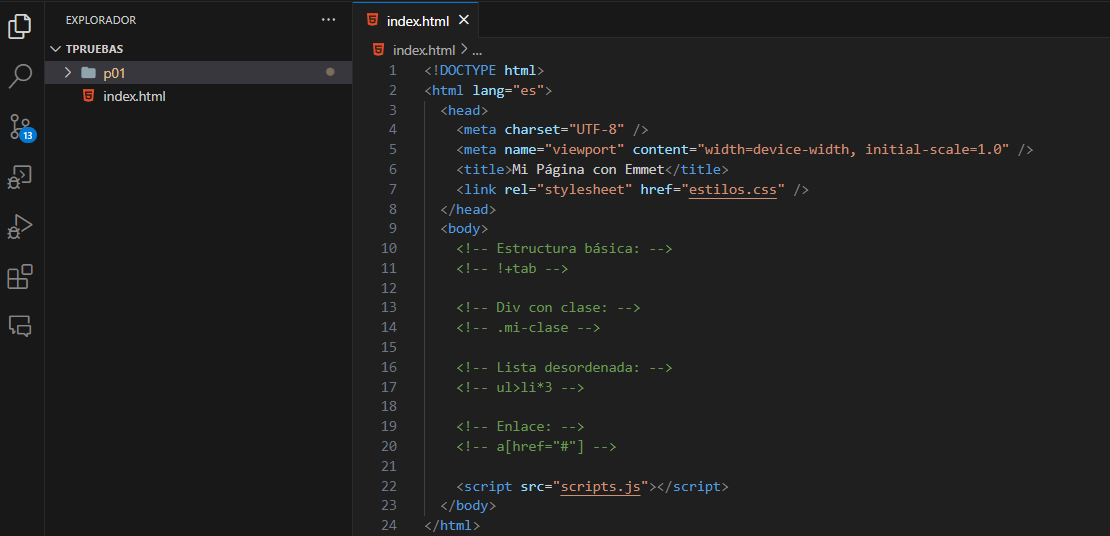 EXPLORADOR ...
TPRUEBAS
p01
index.html
13
index.html
index.html > ...
1 <!DOCTYPE html>
2 <html lang="es">
3 <head>
4 <meta charset="UTF-8" />
5 <meta name="viewport" content="width=device-width, initial-scale=1.0" />
6 <title>Mi Página con Emmet</title>
7 <link rel="stylesheet" href="estilos.css" />
8 </head>
9 <body>
10 <!-- Estructura básica: -->
11 <!-- !+tab -->
12
13 <!-- Div con clase: -->
14 <!-- .mi-clase -->
15
16 <!-- Lista desordenada: -->
17 <!-- ul>li*3 -->
18
19 <!-- Enlace: -->
20 <!-- a[href="#"] -->
21
22 <script src="scripts.js"></script>
23 </body>
24 </html>